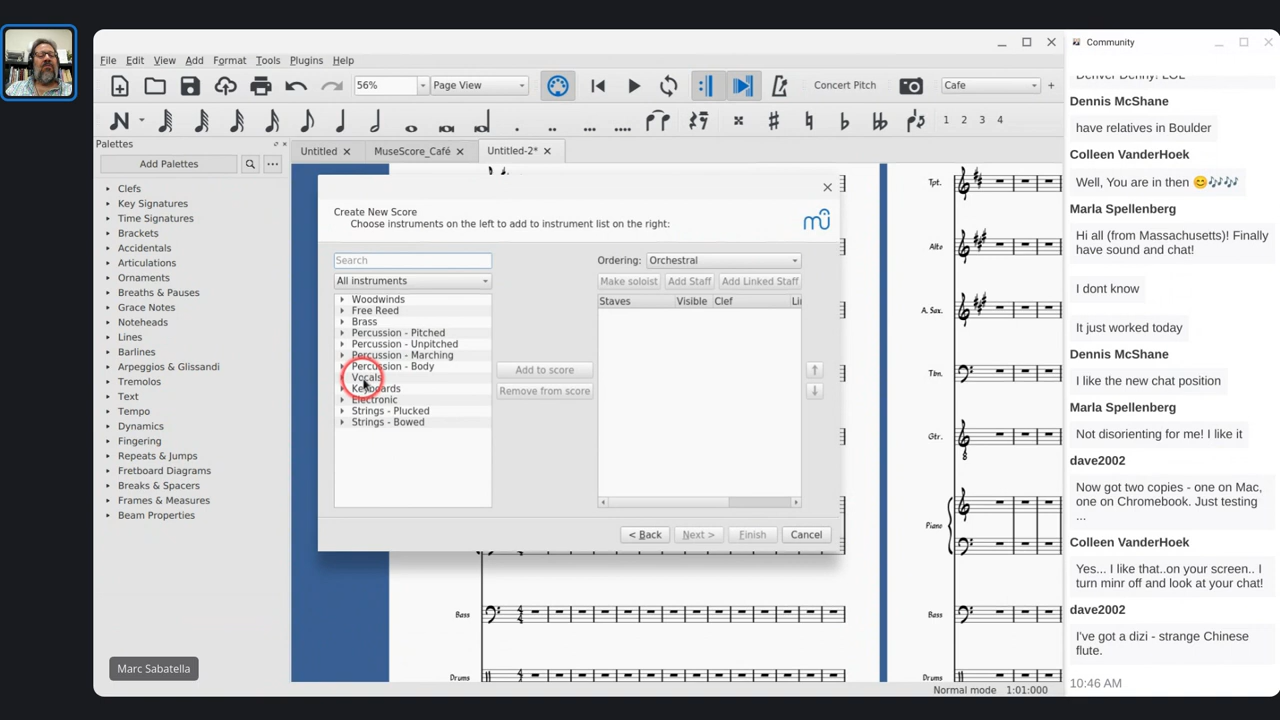 File Edit View Add Format Tools Plugins Help
56% Page View Concert Pitch Cafe +
1 2 3 4
Palettes
Untitled MuseScore_Café Untitled-2*
Add Palettes
Clefs
Key Signatures
Time Signatures
Brackets
Accidentals
Articulations
Ornaments
Breaths & Pauses
Grace Notes
Noteheads
Lines
Barlines
Arpeggios & Glissandi
Tremolos
Text
Tempo
Dynamics
Fingering
Repeats & Jumps
Fretboard Diagrams
Breaks & Spacers
Frames & Measures
Beam Properties
Marc Sabatella
Create New Score
Choose instruments on the left to add to instrument list on the right:
Search
All instruments
Woodwinds
Free Reed
Brass
Percussion - Pitched
Percussion - Unpitched
Percussion - Marching
Percussion - Body
Vocals
Keyboards
Electronic
Strings - Plucked
Strings - Bowed
Add to score
Remove from score
Ordering: Orchestral
Make soloist Add Staff Add Linked Staff
Staves Visible Clef Lin
< Back Next > Finish Cancel
Bass
Drums
Tpt.
Alto
A. Sax.
Tbn.
Gtr.
Piano
Bass
Drums
Normal mode 1:01:000
Community
Denver Denny! LOL
Dennis McShane
have relatives in Boulder
Colleen VanderHoek
Well, You are in then 😊🎶🎶
Marla Spellenberg
Hi all (from Massachusetts)! Finally
have sound and chat!
I dont know
It just worked today
Dennis McShane
I like the new chat position
Marla Spellenberg
Not disorienting for me! I like it
dave2002
Now got two copies - one on Mac,
one on Chromebook. Just testing
...
Colleen VanderHoek
Yes... I like that..on your screen.. I
turn minr off and look at your chat!
dave2002
I've got a dizi - strange Chinese
flute.
10:46 AM